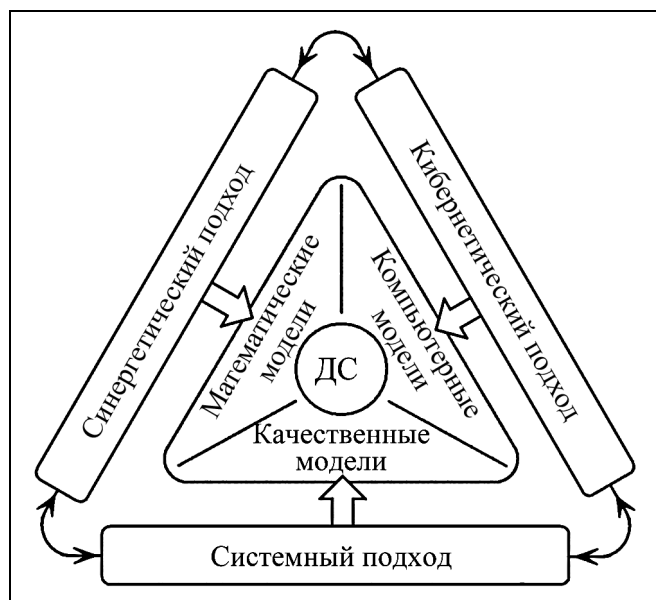 Синергетический подход
Кибернетический подход
Математические
модели
Компьютерные
модели
ДС
Качественные
модели
Системный подход